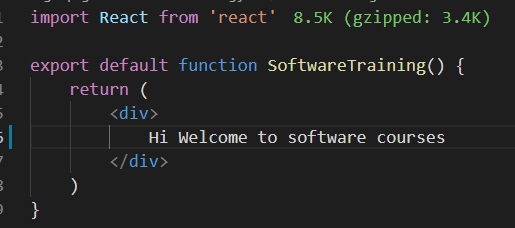 import React from 'react' 8.5K (gzipped: 3.4K)
export default function SoftwareTraining() {
return (
<div>
Hi Welcome to software courses
</div>
)
}